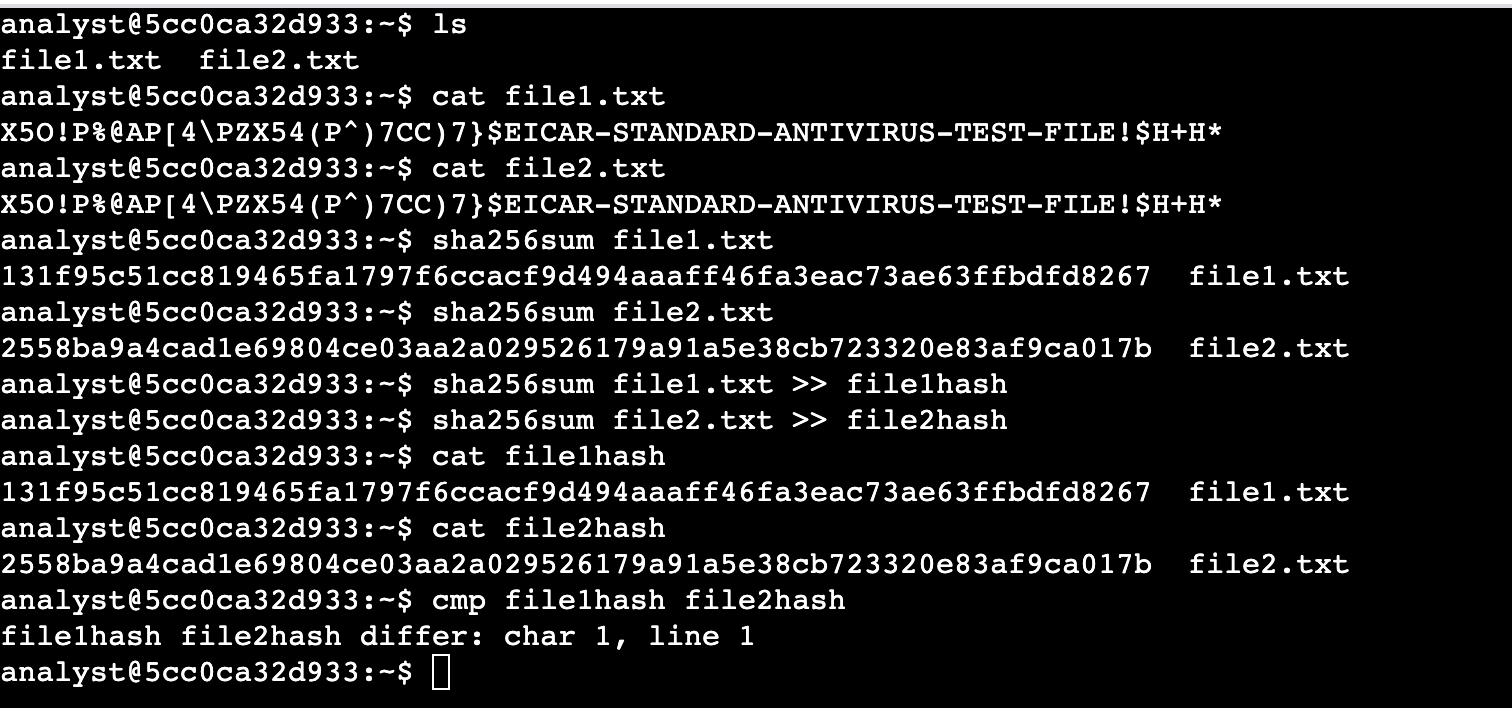 analyst@5cc0ca32d933:~$ ls
file1.txt  file2.txt
analyst@5cc0ca32d933:~$ cat file1.txt
X5O!P%@AP[4\PZX54(P^)7CC)7}$EICAR-STANDARD-ANTIVIRUS-TEST-FILE!$H+H*
analyst@5cc0ca32d933:~$ cat file2.txt
X5O!P%@AP[4\PZX54(P^)7CC)7}$EICAR-STANDARD-ANTIVIRUS-TEST-FILE!$H+H*
analyst@5cc0ca32d933:~$ sha256sum file1.txt
131f95c51cc819465fa1797f6ccacf9d494aaaff46fa3eac73ae63ffbdfd8267  file1.txt
analyst@5cc0ca32d933:~$ sha256sum file2.txt
2558ba9a4cad1e69804ce03aa2a029526179a91a5e38cb723320e83af9ca017b  file2.txt
analyst@5cc0ca32d933:~$ sha256sum file1.txt >> file1hash
analyst@5cc0ca32d933:~$ sha256sum file2.txt >> file2hash
analyst@5cc0ca32d933:~$ cat file1hash
131f95c51cc819465fa1797f6ccacf9d494aaaff46fa3eac73ae63ffbdfd8267  file1.txt
analyst@5cc0ca32d933:~$ cat file2hash
2558ba9a4cad1e69804ce03aa2a029526179a91a5e38cb723320e83af9ca017b  file2.txt
analyst@5cc0ca32d933:~$ cmp file1hash file2hash
file1hash file2hash differ: char 1, line 1
analyst@5cc0ca32d933:~$